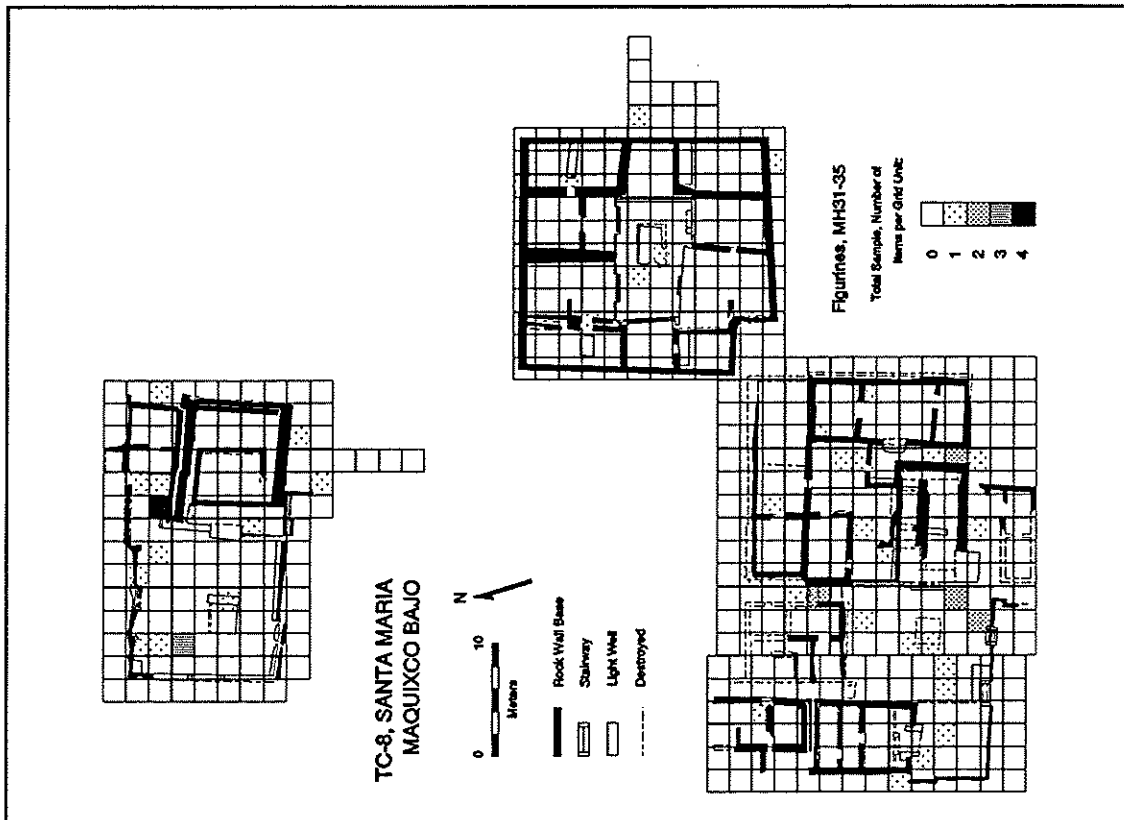 TC-8, SANTA MARIA
MAQUIXCO BAJO
N
0 10
Meters
Rock Wall Base
Stairway
Light Well
Destroyed
Figurines, MH31-35
Total Sample, Number of
Items per Grid Unit:
0
1
2
3
4